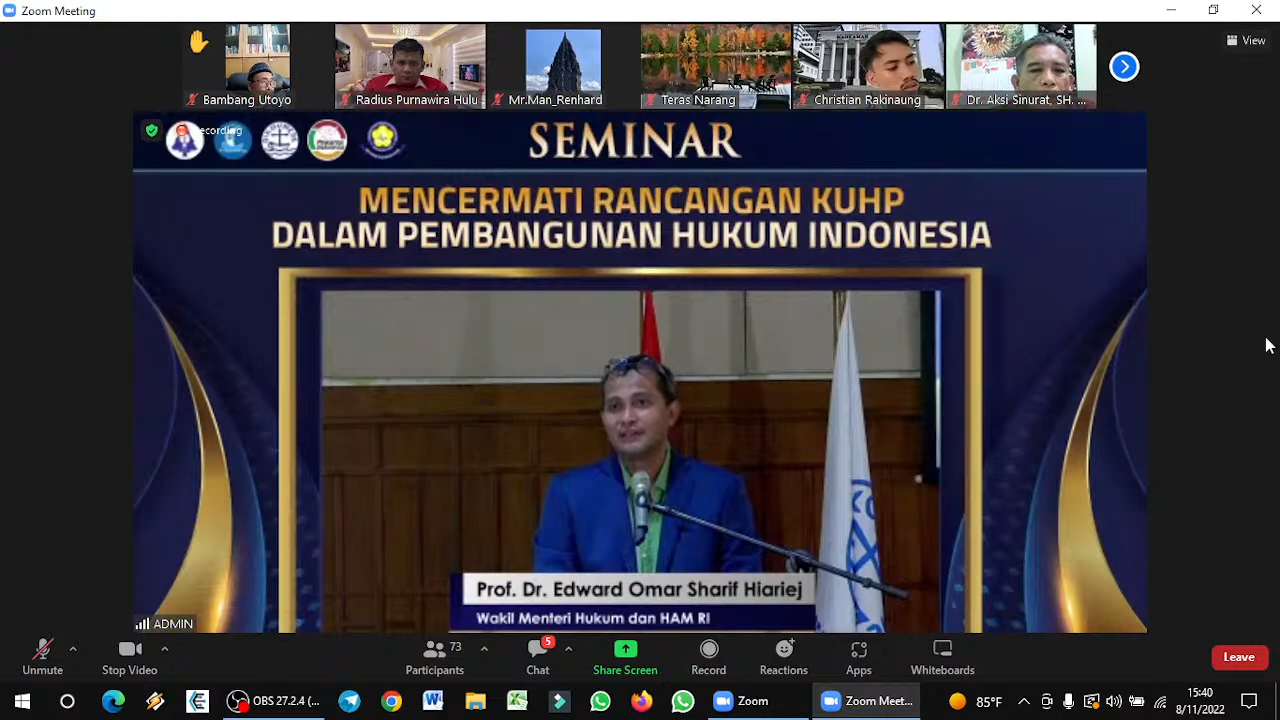 Zoom Meeting
View
Bambang Utoyo
Radius Purnawira Hulu
Mr.Man_Renhard
Teras Narang
Christian Rakinaung
Dr. Aksi Sinurat, SH. ...
Recording
SEMINAR
MENCERMATI RANCANGAN KUHP
DALAM PEMBANGUNAN HUKUM INDONESIA
Prof. Dr. Edward Omar Sharif Hiariej
Wakil Menteri Hukum dan HAM RI
ADMIN
Unmute
Stop Video
73
Participants
5
Chat
Share Screen
Record
Reactions
Apps
Whiteboards
Leave
OBS 27.2.4 (...
Zoom
Zoom Meet...
85°F
15:40
8/11/2022